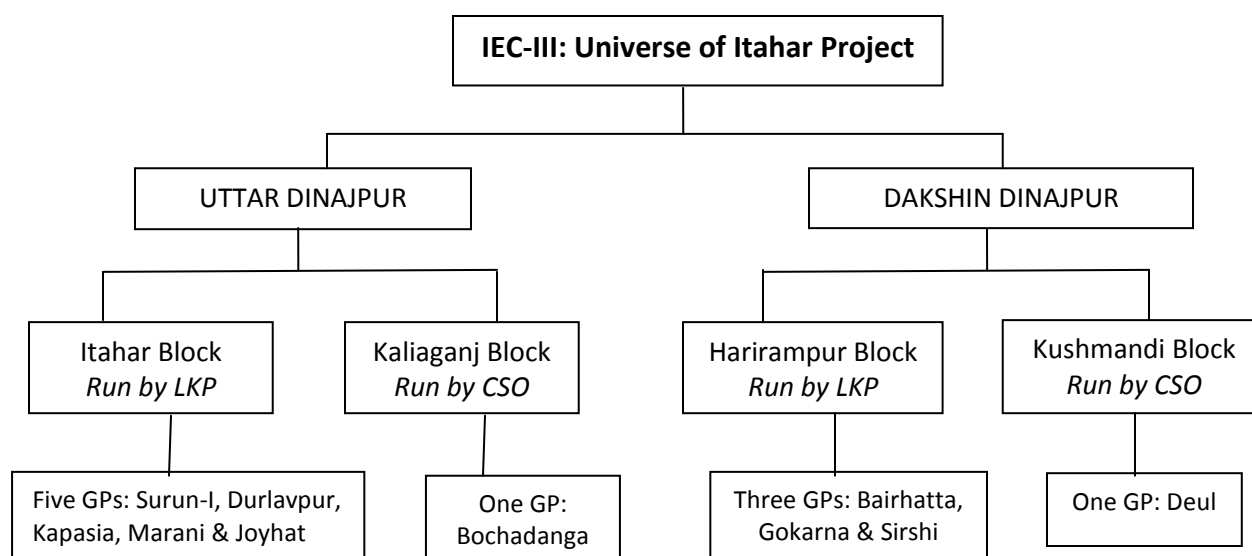 IEC-III: Universe of Itahar Project
UTTAR DINAJPUR
DAKSHIN DINAJPUR
Itahar Block
Run by LKP
Kaliaganj Block
Run by CSO
Harirampur Block
Run by LKP
Kushmandi Block
Run by CSO
Five GPs: Surun-I, Durlavpur,
Kapasia, Marani & Joyhat
One GP:
Bochadanga
Three GPs: Bairhatta,
Gokarna & Sirshi
One GP: Deul